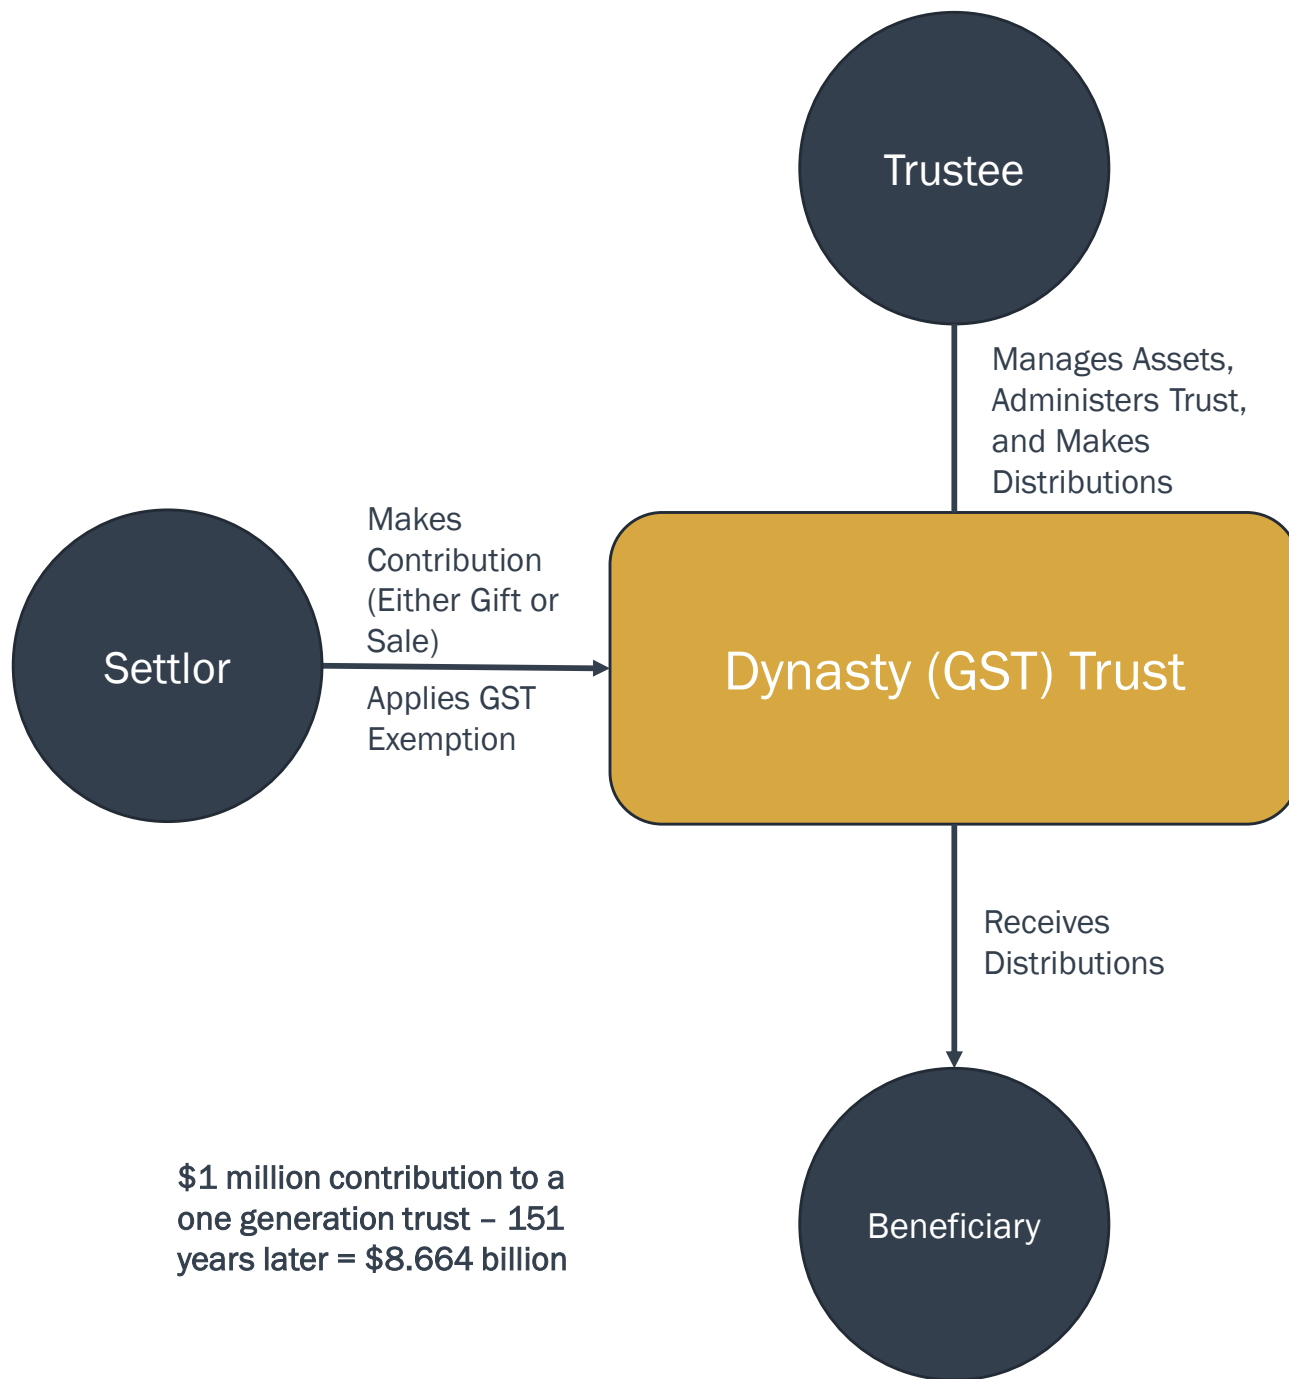 Trustee
Manages Assets,
Administers Trust,
and Makes
Distributions
Makes
Contribution
(Either Gift or
Sale)
Settlor
Applies GST
Exemption
Dynasty (GST) Trust
Receives
Distributions
$1 million contribution to a
one generation trust – 151
years later = $8.664 billion
Beneficiary